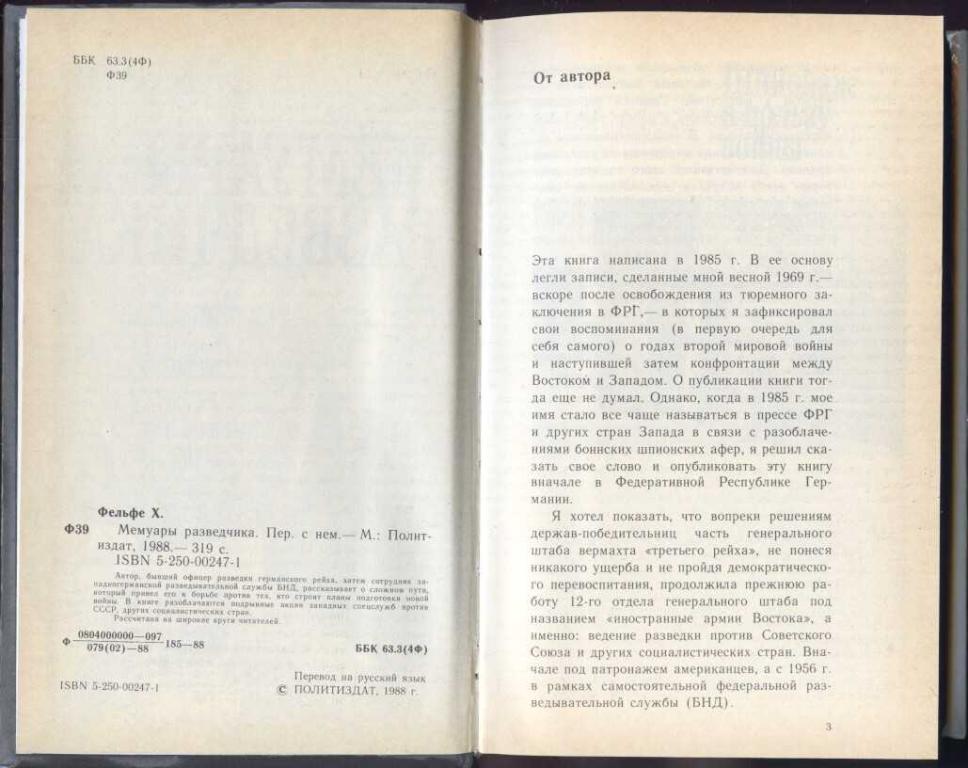 ББК 63.3(4Ф)
Ф39
Фельфе Х.
Ф39 Мемуары разведчика. Пер. с нем.— М.: Полит-
издат, 1988.— 319 с.
ISBN 5-250-00247-1
Автор, бывший офицер разведки германского рейха, затем сотрудник за-
падногерманской разведывательной службы БНД, рассказывает о сложном пути,
который привел его к борьбе против тех, кто строит планы подготовки новой
войны. В книге разоблачаются подрывные акции западных спецслужб против
СССР, других социалистических стран.
Рассчитана на широкие круги читателей.
Ф 0804000000—097
079(02)—88 185—88
ББК 63.3(4Ф)
Перевод на русский язык
ISBN 5-250-00247-1 © ПОЛИТИЗДАТ, 1988 г.
От автора
Эта книга написана в 1985 г. В ее основу
легли записи, сделанные мной весной 1969 г.—
вскоре после освобождения из тюремного за-
ключения в ФРГ,— в которых я зафиксировал
свои воспоминания (в первую очередь для
себя самого) о годах второй мировой войны
и наступившей затем конфронтации между
Востоком и Западом. О публикации книги тог-
да еще не думал. Однако, когда в 1985 г. мое
имя стало все чаще называться в прессе ФРГ
и других стран Запада в связи с разоблаче-
ниями боннских шпионских афер, я решил ска-
зать свое слово и опубликовать эту книгу
вначале в Федеративной Республике Гер-
мании.
Я хотел показать, что вопреки решениям
держав-победительниц часть генерального
штаба вермахта «третьего рейха», не понеся
никакого ущерба и не пройдя демократическо-
го перевоспитания, продолжила прежнюю ра-
боту 12-го отдела генерального штаба под
названием «иностранные армии Востока», а
именно: ведение разведки против Советского
Союза и других социалистических стран. Вна-
чале под патронажем американцев, а с 1956 г.
в рамках самостоятельной федеральной раз-
ведывательной службы (БНД).
3